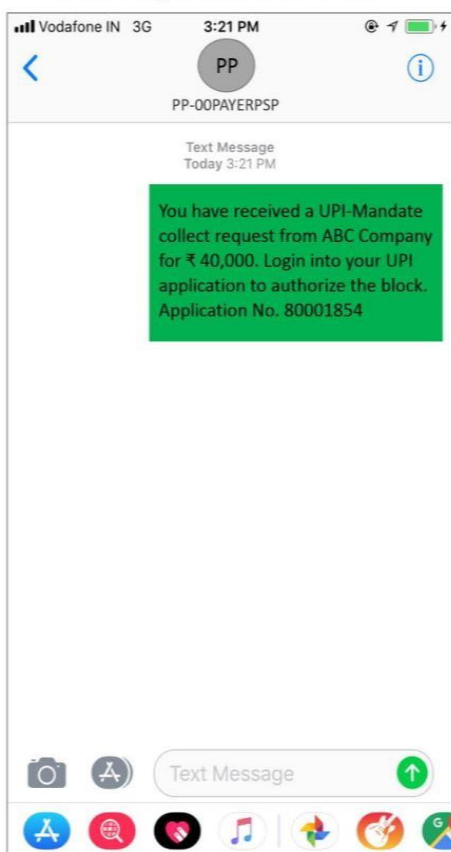 Vodafone IN 3G 3:21 PM
PP
PP-00PAYERPSP
Text Message
Today 3:21 PM
You have received a UPI-Mandate
collect request from ABC Company
for ₹ 40,000. Login into your UPI
application to authorize the block.
Application No. 80001854
Text Message
G